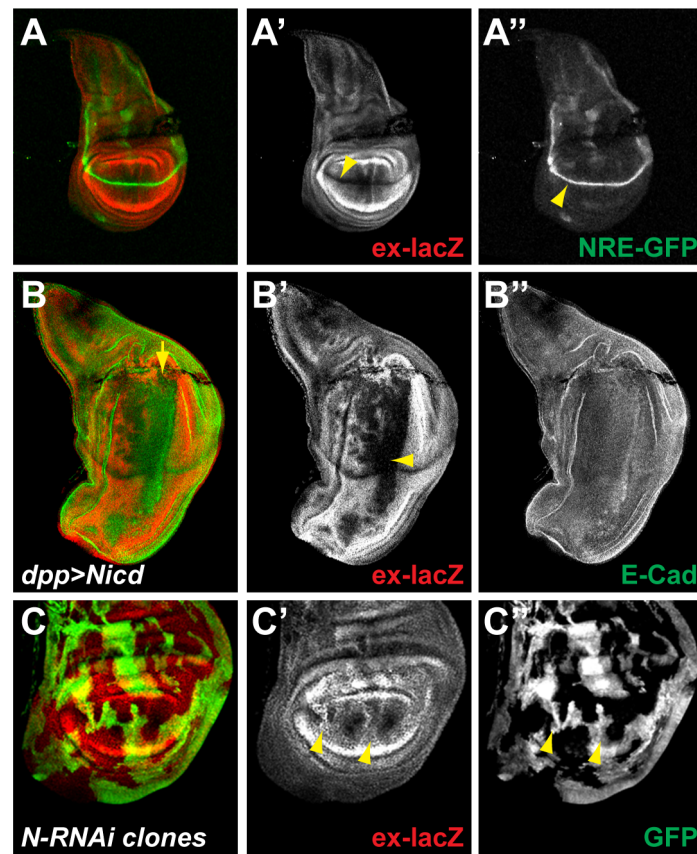 A
A'
ex-lacZ
A''
NRE-GFP
B
dpp>Nicd
B'
ex-lacZ
B''
E-Cad
C
N-RNAi clones
C'
ex-lacZ
C''
GFP